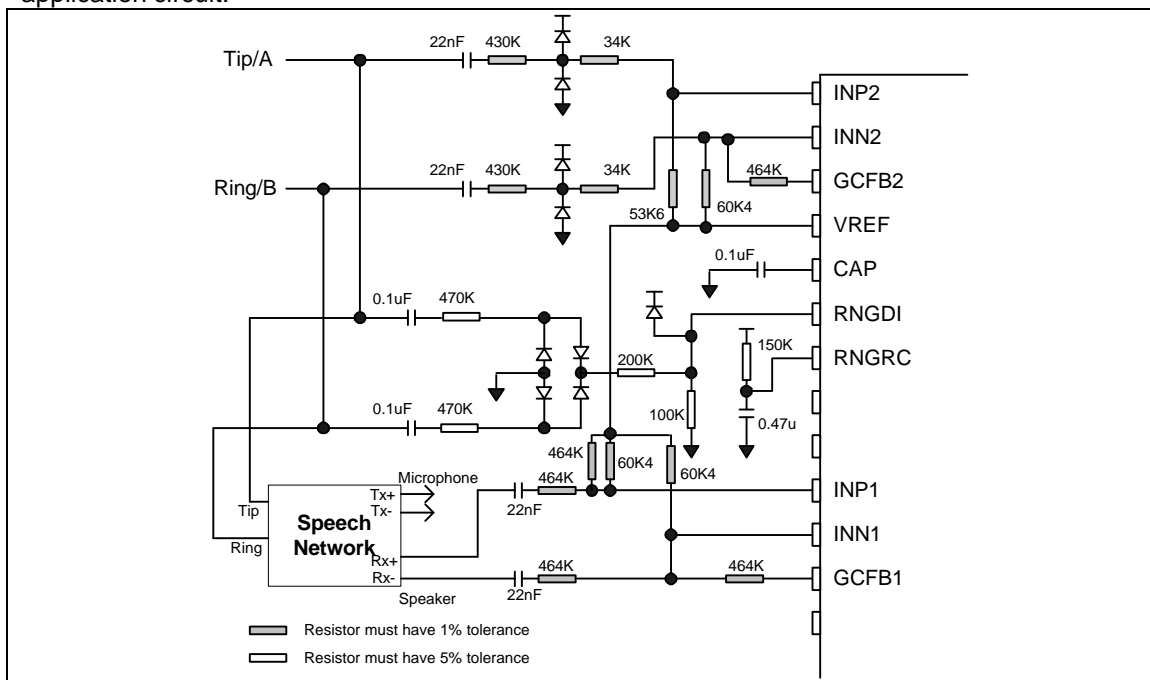 application circuit.
22nF 430K 34K
Tip/A
INP2
INN2
22nF 430K 34K 464K
Ring/B GCFB2
53K6 60K4
VREF
0.1uF CAP
0.1uF 470K
RNGDI
150K
200K RNGRC
0.1uF 470K 100K 0.47u
464K 60K4 60K4
Microphone 464K
Tx+
INP1
Tip Tx-
22nF
Speech
Network
INN1
Ring Rx+
464K 464K
Rx- GCFB1
Speaker 22nF
Resistor must have 1% tolerance
Resistor must have 5% tolerance